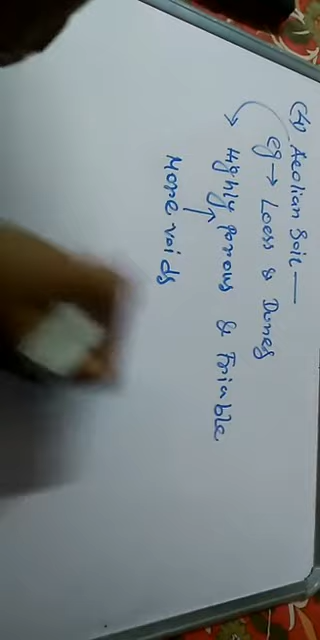 (4) Aeolian Soil —
eg → Loess & Dunes
→ Highly porous & Friable
More voids